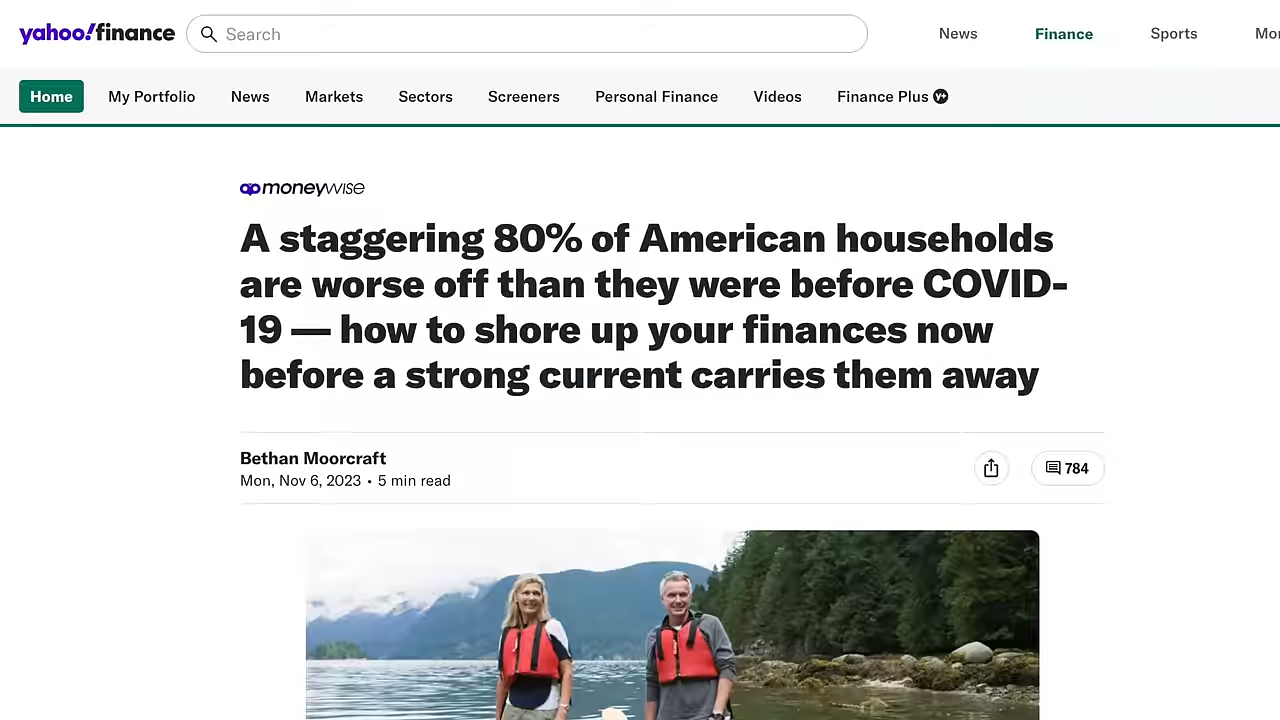 yahoo!finance
Search
News
Finance
Sports
Mor
Home
My Portfolio
News
Markets
Sectors
Screeners
Personal Finance
Videos
Finance Plus y+
moneywise
A staggering 80% of American households
are worse off than they were before COVID-
19 — how to shore up your finances now
before a strong current carries them away
Bethan Moorcraft
Mon, Nov 6, 2023 • 5 min read
784